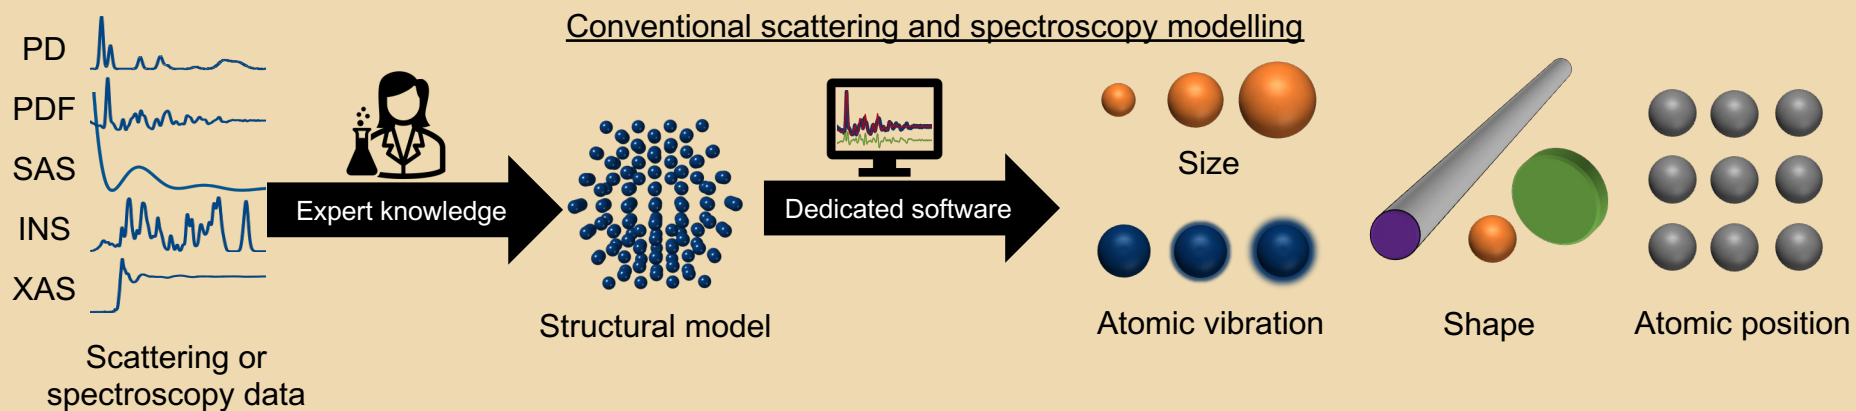 Conventional scattering and spectroscopy modelling
PD
PDF
SAS
INS
XAS
Scattering or
spectroscopy data
Expert knowledge
Structural model
Dedicated software
Size
Atomic vibration
Shape
Atomic position